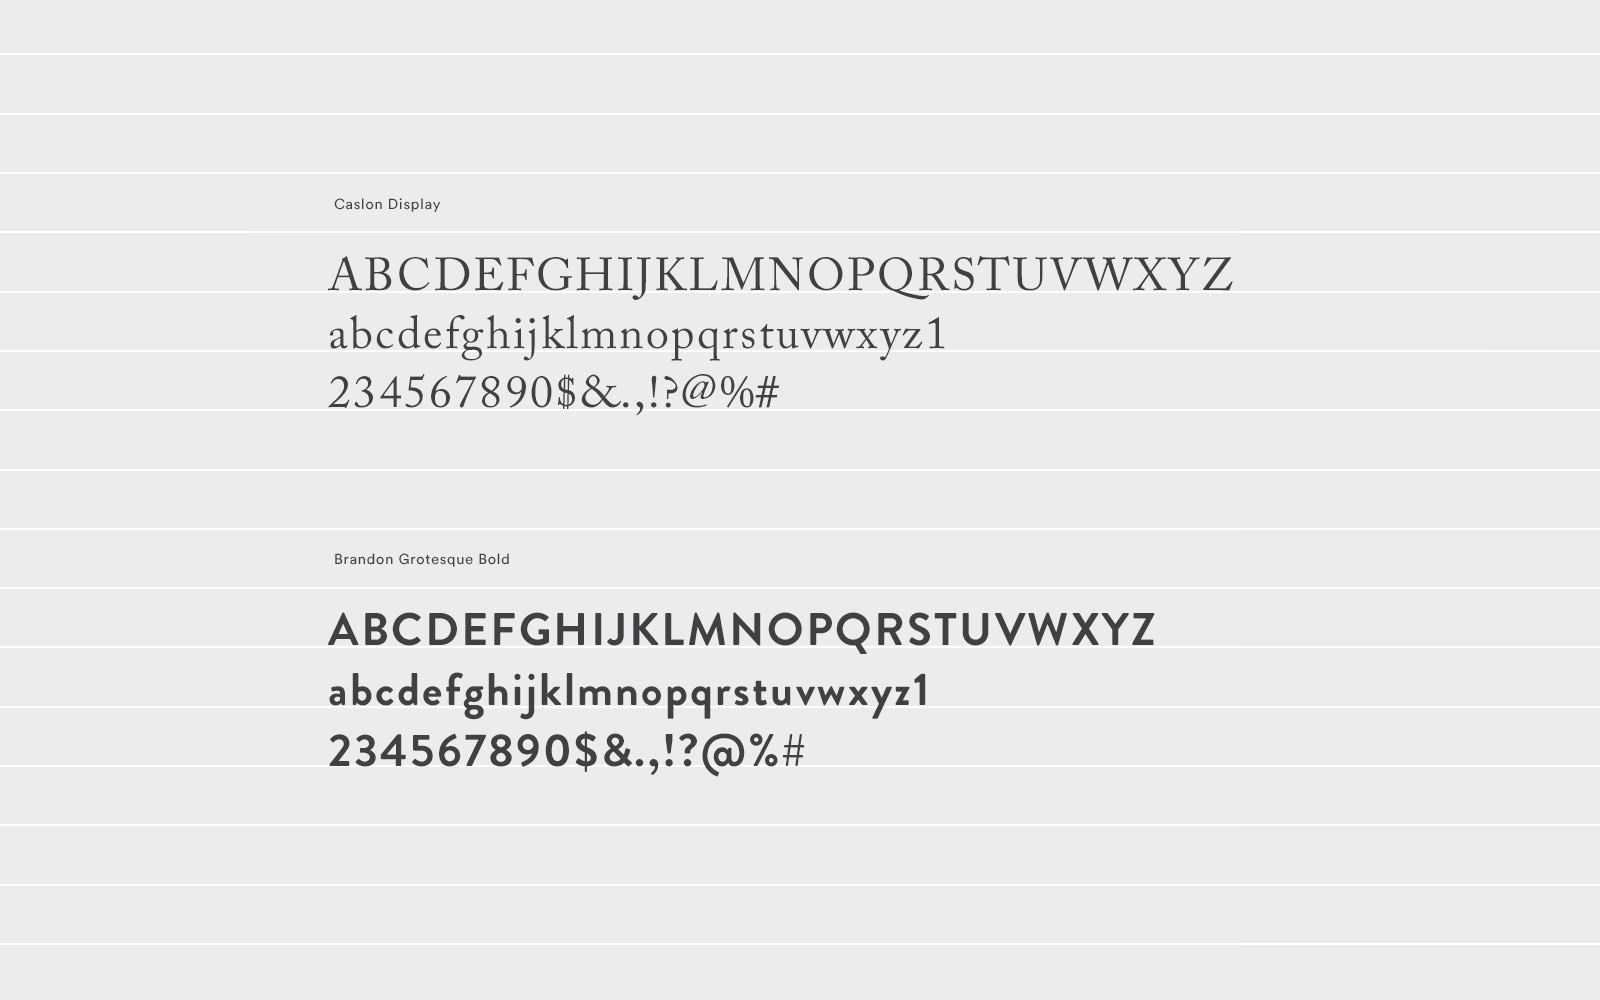 Caslon Display
ABCDEFGHIJKLMNOPQRSTUVWXYZ
abcdefghijklmnopqrstuvwxyz1
234567890$&.,!?@%#
Brandon Grotesque Bold
ABCDEFGHIJKLMNOPQRSTUVWXYZ
abcdefghijklmnopqrstuvwxyz1
234567890$&.,!?@%#